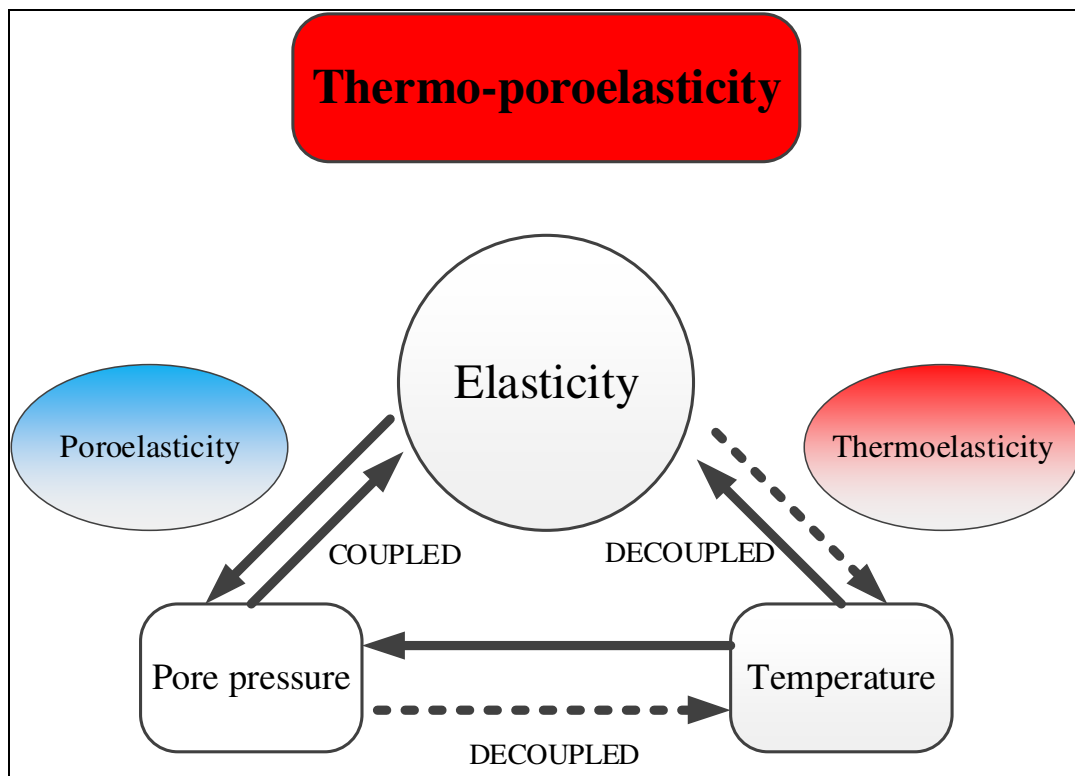 Thermo-poroelasticity
Elasticity
Poroelasticity
Thermoelasticity
COUPLED
DECOUPLED
Pore pressure
Temperature
DECOUPLED